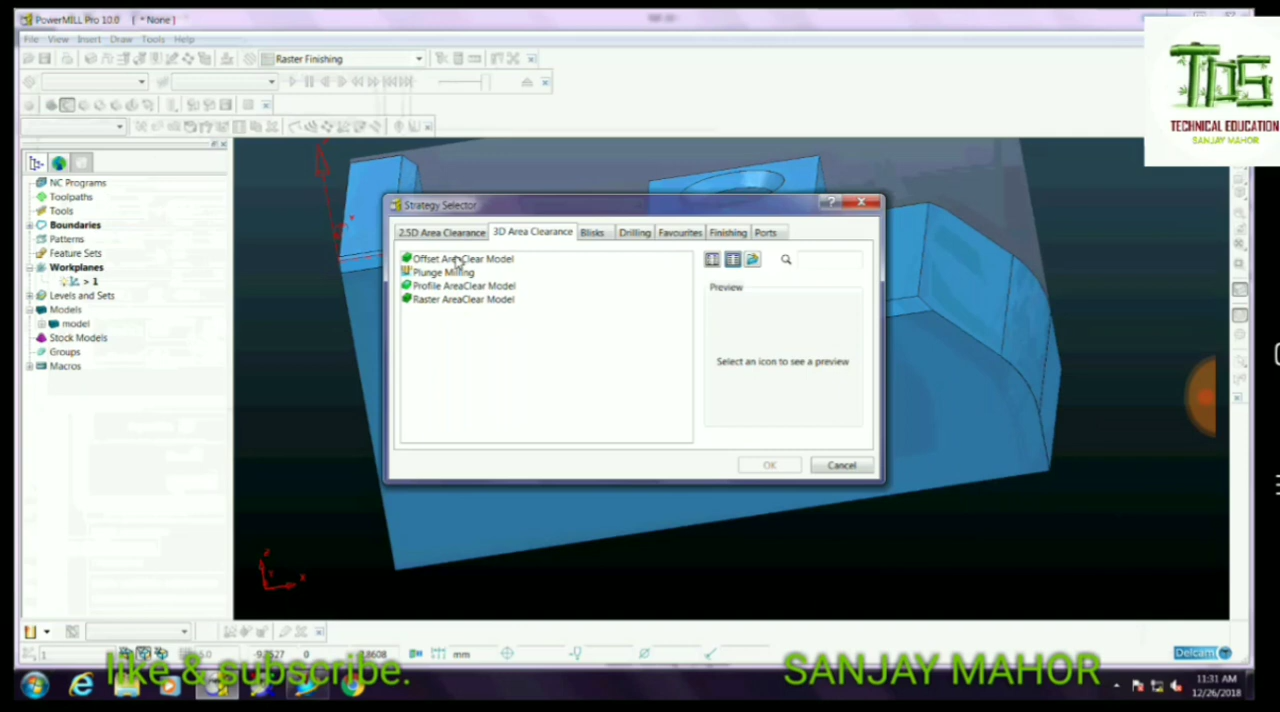 PowerMILL Pro 10.0 [ * None ]
File View Insert Draw Tools Help
Raster Finishing
TOS
TECHNICAL EDUCATION
SANJAY MAHOR
NC Programs
Toolpaths
Tools
Boundaries
Patterns
Feature Sets
Workplanes
> 1
Levels and Sets
Models
model
Stock Models
Groups
Macros
Strategy Selector
2.5D Area Clearance 3D Area Clearance Blisks Drilling Favourites Finishing Ports
Offset AreaClear Model
Plunge Milling
Profile AreaClear Model
Raster AreaClear Model
Preview
Select an icon to see a preview
OK Cancel
mm
Delcam
like & subscribe.
SANJAY MAHOR
11:31 AM
12/26/2018